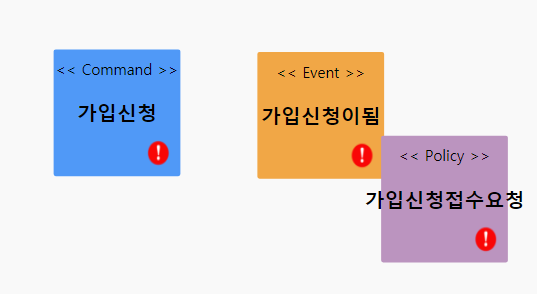 << Command >>
가입신청
<< Event >>
가입신청이됨
<< Policy >>
가입신청접수요청